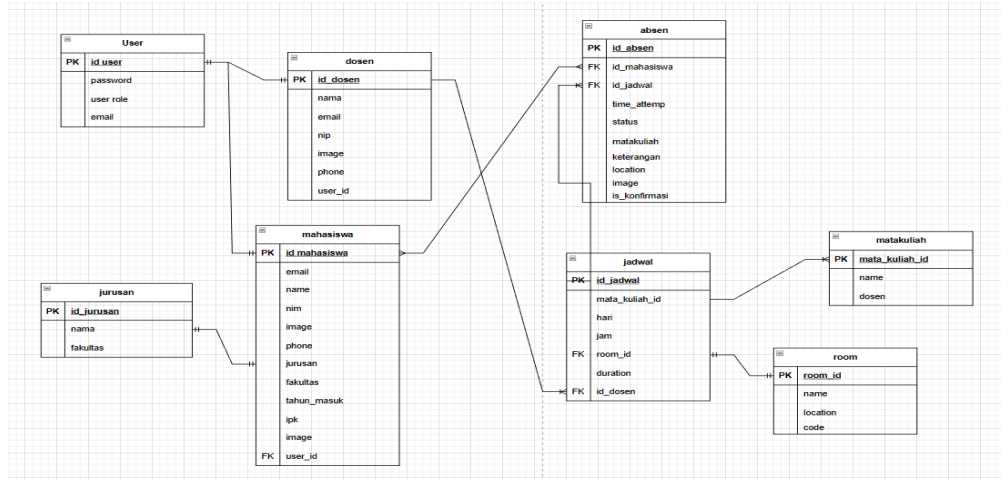 User
PK id user
password
user role
email
dosen
PK id_dosen
nama
email
nip
image
phone
user_id
absen
PK id_absen
FK id_mahasiswa
FK id_jadwal
time_attemp
status
matakuliah
keterangan
location
image
is_konfirmasi
mahasiswa
PK id mahasiswa
email
name
nim
image
phone
jurusan
fakultas
tahun_masuk
ipk
image
FK user_id
jurusan
PK id_jurusan
nama
fakultas
jadwal
PK id_jadwal
mata_kuliah_id
hari
jam
FK room_id
duration
FK id_dosen
matakuliah
PK mata_kuliah_id
name
dosen
room
PK room_id
name
location
code